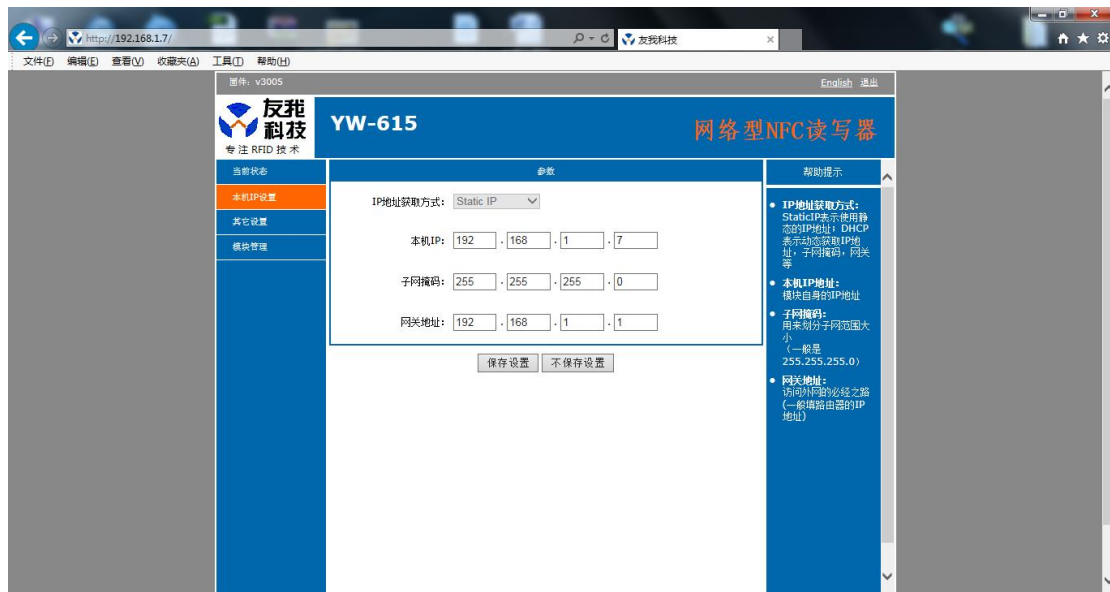 http://192.168.1.7/
友我科技
文件(F) 编辑(E) 查看(V) 收藏夹(A) 工具(T) 帮助(H)
固件: v3005
English 退出
友我
科技
专注 RFID 技术
YW-615
网络型NFC读写器
当前状态
本机IP设置
其它设置
模块管理
参数
IP地址获取方式: Static IP
本机IP: 192 . 168 . 1 . 7
子网掩码: 255 . 255 . 255 . 0
网关地址: 192 . 168 . 1 . 1
保存设置 不保存设置
帮助提示
• IP地址获取方式:
StaticIP表示使用静
态的IP地址; DHCP
表示动态获取IP地
址, 子网掩码, 网关
等
• 本机IP地址:
模块自身的IP地址
• 子网掩码:
用来划分子网范围大
小
(一般是
255.255.255.0)
• 网关地址:
访问外网的必经之路
(一般填路由器的IP
地址)